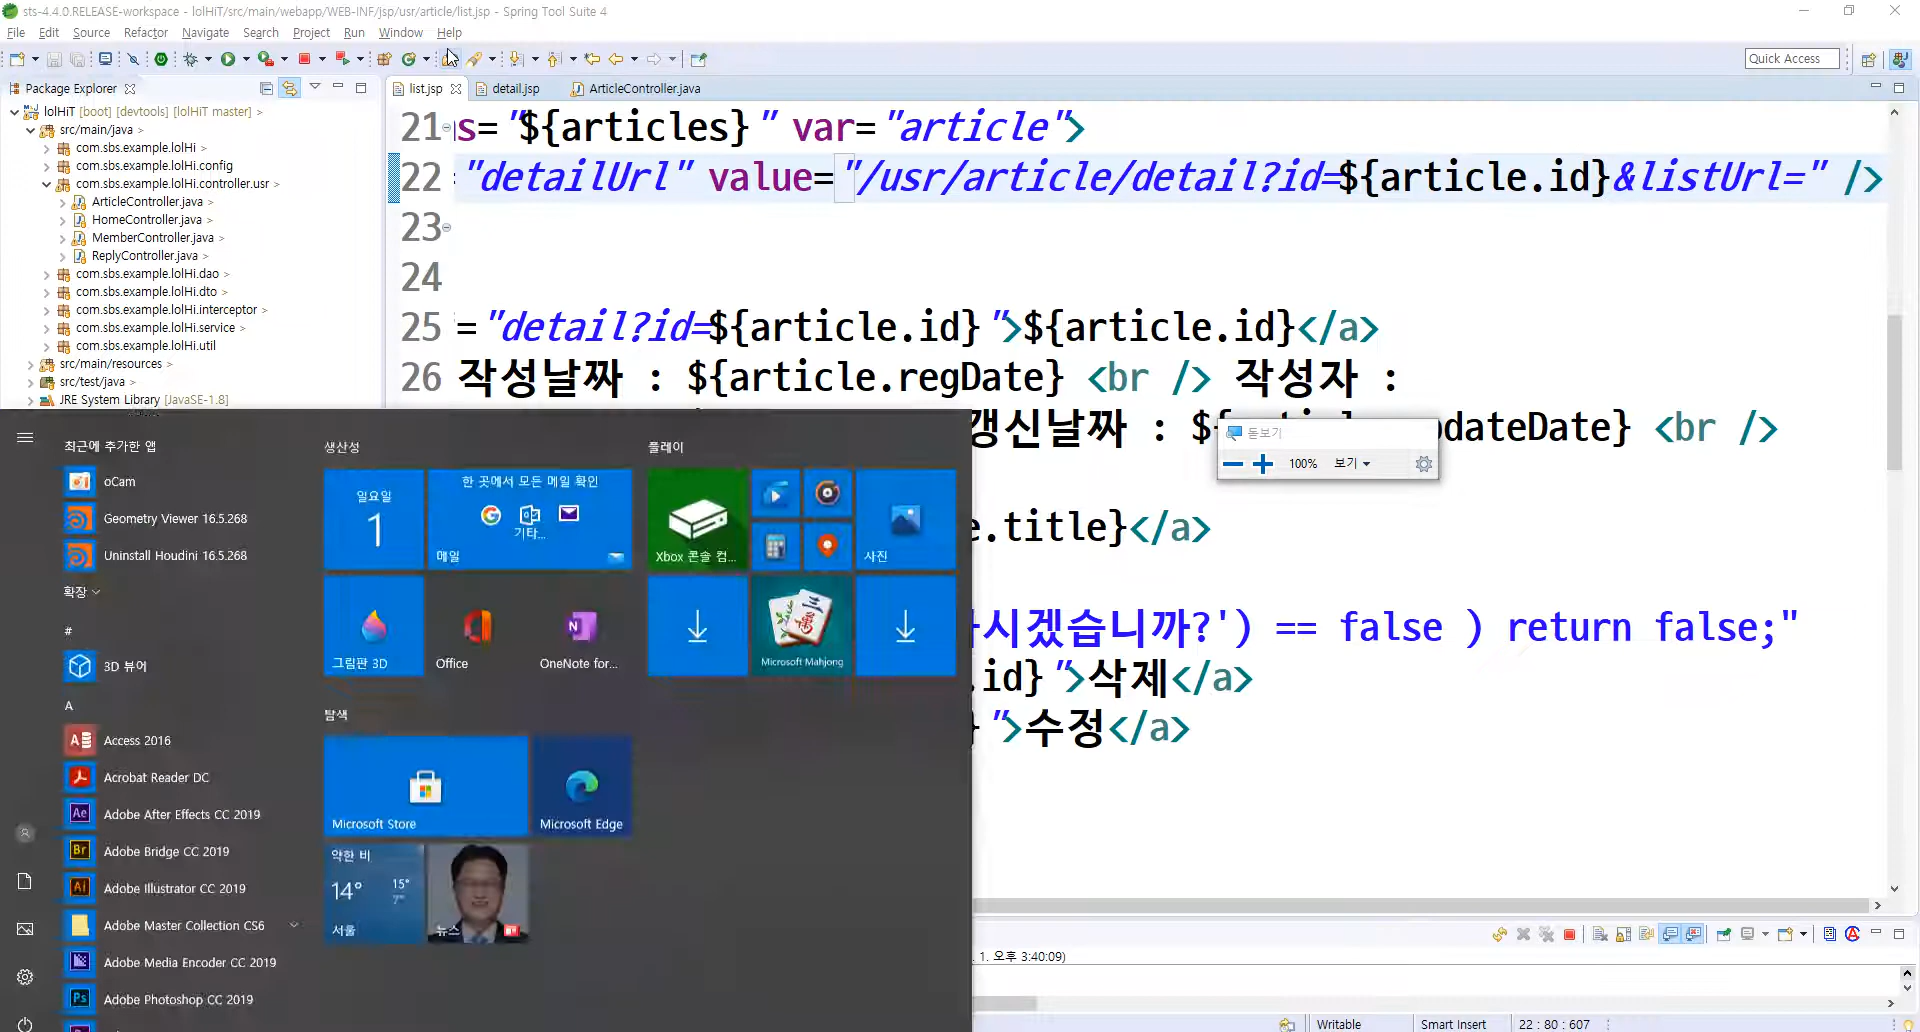 sts-4.4.0.RELEASE-workspace - lolHiT/src/main/webapp/WEB-INF/jsp/usr/article/list.jsp - Spring Tool Suite 4
File Edit Source Refactor Navigate Search Project Run Window Help
Quick Access
Package Explorer
list.jsp detail.jsp ArticleController.java
lolHiT [boot] [devtools] [lolHiT master] >
src/main/java >
com.sbs.example.lolHi >
com.sbs.example.lolHi.config
com.sbs.example.lolHi.controller.usr >
ArticleController.java >
HomeController.java >
MemberController.java >
ReplyController.java >
com.sbs.example.lolHi.dao >
com.sbs.example.lolHi.dto >
com.sbs.example.lolHi.interceptor >
com.sbs.example.lolHi.service >
com.sbs.example.lolHi.util
src/main/resources >
src/test/java >
JRE System Library [JavaSE-1.8]
21 s="${articles}" var="article">
22 ="detailUrl" value="/usr/article/detail?id=${article.id}&listUrl=" />
23
24
25 ="detail?id=${article.id}">${article.id}</a>
26 작성날짜 : ${article.regDate} <br /> 작성자 :
갱신날짜 : $ pdateDate} <br />
e.title}</a>
시겠습니까?') == false ) return false;"
.id}">삭제</a>
}">수정</a>
돋보기
100% 보기
최근에 추가한 앱
oCam
Geometry Viewer 16.5.268
Uninstall Houdini 16.5.268
확장
#
3D 뷰어
A
Access 2016
Acrobat Reader DC
Adobe After Effects CC 2019
Adobe Bridge CC 2019
Adobe Illustrator CC 2019
Adobe Master Collection CS6
Adobe Media Encoder CC 2019
Adobe Photoshop CC 2019
생산성
일요일
1
한 곳에서 모든 메일 확인
기타...
메일
그림판 3D
Office
OneNote for...
탐색
Microsoft Store
Microsoft Edge
약한 비
14° 15°
7°
서울
뉴스
플레이
Xbox 콘솔 컴...
사진
Microsoft Mahjong
. 1. 오후 3:40:09)
Writable Smart Insert 22 : 80 : 607